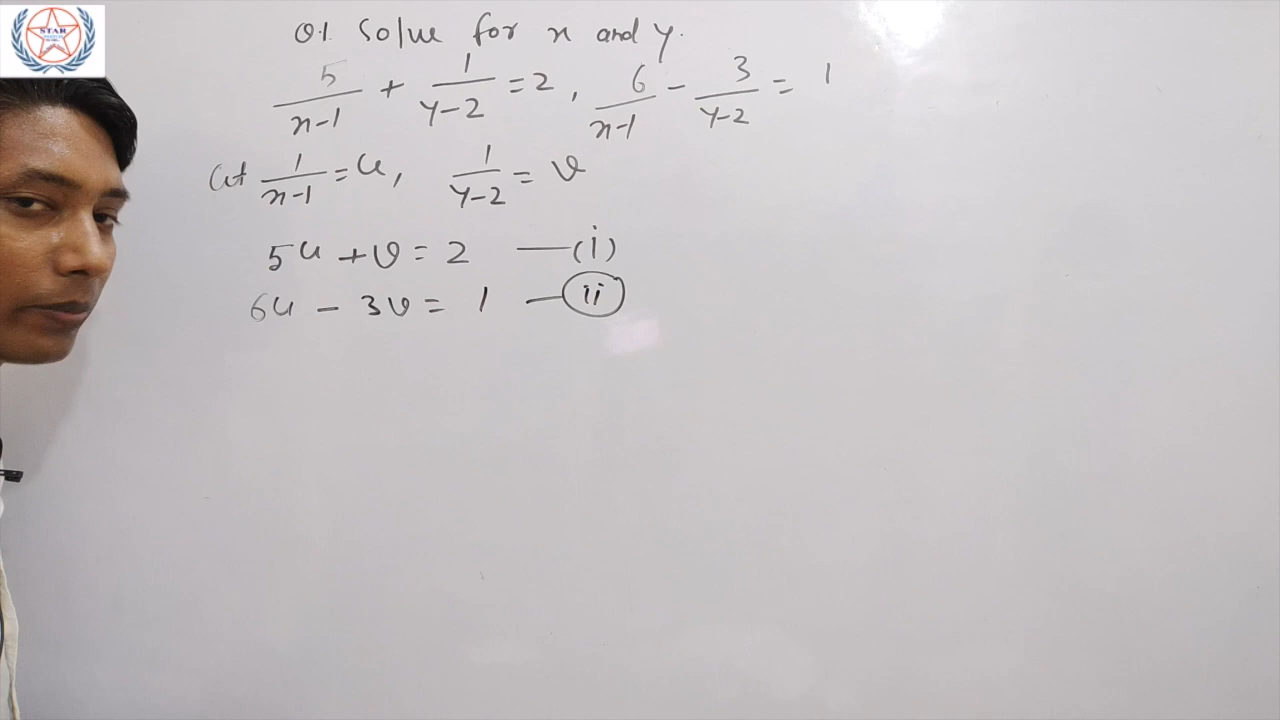 STAR
Q1. Solve for x and y.
5/(x-1) + 1/(y-2) = 2, 6/(x-1) - 3/(y-2) = 1
Let 1/(x-1) = u, 1/(y-2) = v
5u + v = 2 —(i)
6u - 3v = 1 —(ii)